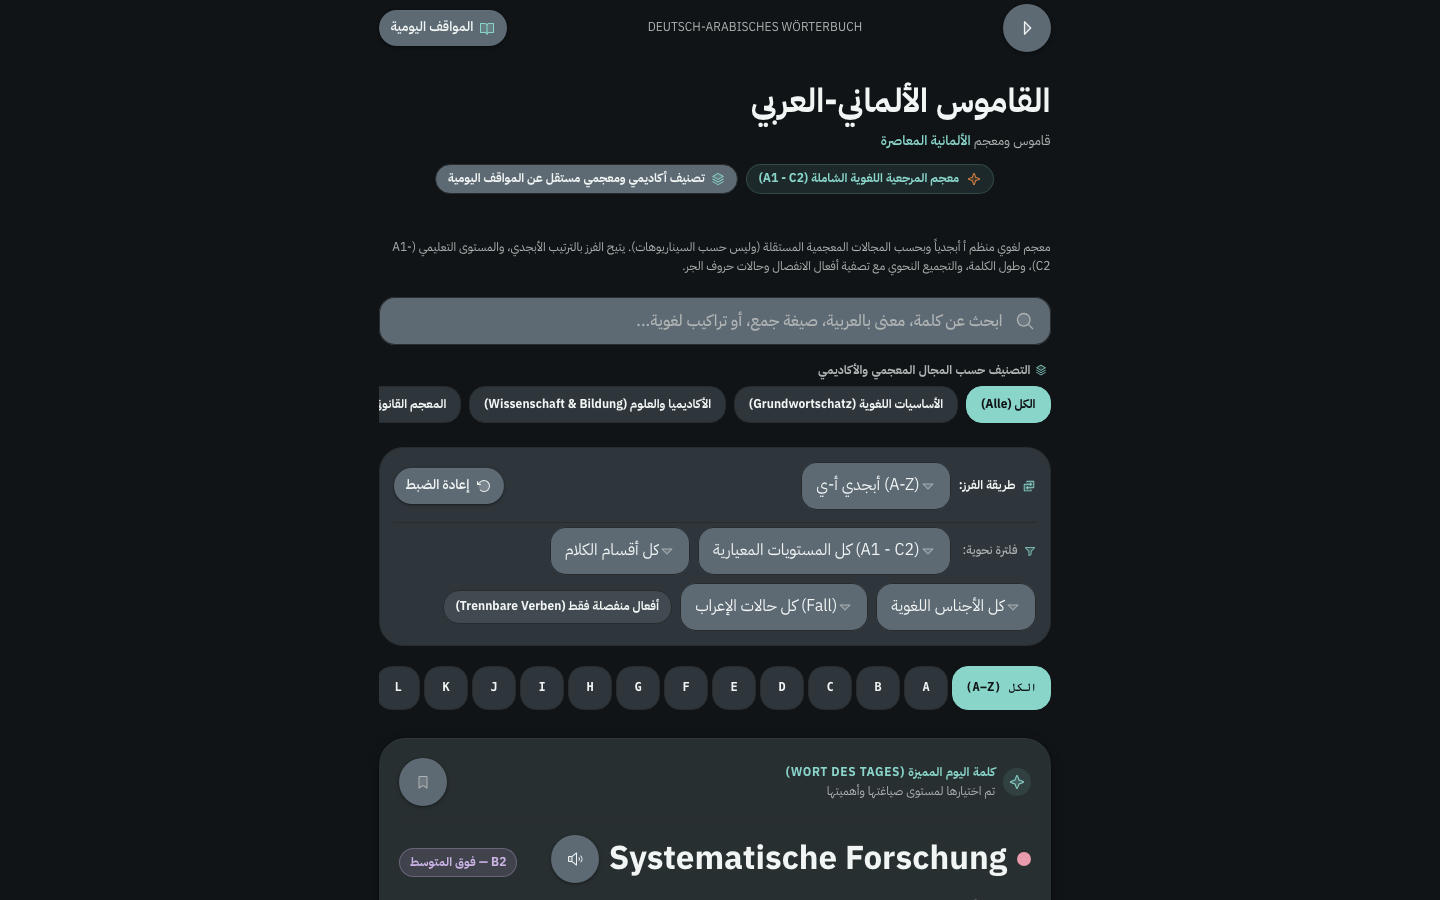 DEUTSCH-ARABISCHES WÖRTERBUCH
المواقف اليومية
القاموس الألماني-العربي
قاموس ومعجم الألمانية المعاصرة
معجم المرجعية اللغوية الشاملة (A1 - C2)
تصنيف أكاديمي ومعجمي مستقل عن المواقف اليومية
معجم لغوي منظم أ أبجدياً وبحسب المجالات المعجمية المستقلة (وليس حسب السيناريوهات). يتيح الفرز بالترتيب الأبجدي، والمستوى التعليمي (A1-
C2)، وطول الكلمة، والتجميع النحوي مع تصفية أفعال الانفصال وحالات حروف الجر.
ابحث عن كلمة، معنى بالعربية، صيغة جمع، أو تراكيب لغوية...
التصنيف حسب المجال المعجمي والأكاديمي
الكل (Alle)
الأساسيات اللغوية (Grundwortschatz)
الأكاديميا والعلوم (Wissenschaft & Bildung)
المعجم
طريقة الفرز:
أبجدي أ-ي (A-Z)
إعادة الضبط
فلترة نحوية:
كل المستويات المعيارية (A1 - C2)
كل أقسام الكلام
كل الأجناس اللغوية
كل حالات الإعراب (Fall)
أفعال منفصلة فقط (Trennbare Verben)
الكل (A–Z)
A
B
C
D
E
F
G
H
I
J
K
L
كلمة اليوم المميزة (WORT DES TAGES)
تم اختيارها لمستوى صياغتها وأهميتها
Systematische Forschung
B2 — فوق المتوسط